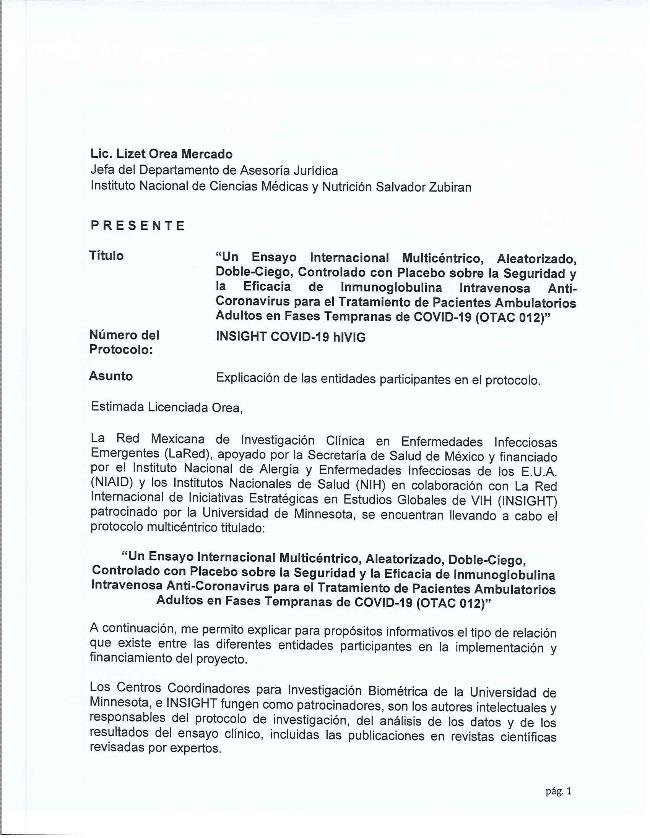 Lic. Lizet Orea Mercado
Jefa del Departamento de Asesoría Jurídica
Instituto Nacional de Ciencias Médicas y Nutrición Salvador Zubiran
P R E S E N T E
Título
“Un Ensayo Internacional Multicéntrico, Aleatorizado,
Doble-Ciego, Controlado con Placebo sobre la Seguridad y
la Eficacia de Inmunoglobulina Intravenosa Anti-
Coronavirus para el Tratamiento de Pacientes Ambulatorios
Adultos en Fases Tempranas de COVID-19 (OTAC 012)”
Número del
Protocolo:
INSIGHT COVID-19 hIVIG
Asunto
Explicación de las entidades participantes en el protocolo.
Estimada Licenciada Orea,
La Red Mexicana de Investigación Clínica en Enfermedades Infecciosas
Emergentes (LaRed), apoyado por la Secretaría de Salud de México y financiado
por el Instituto Nacional de Alergia y Enfermedades Infecciosas de los E.U.A.
(NIAID) y los Institutos Nacionales de Salud (NIH) en colaboración con La Red
Internacional de Iniciativas Estratégicas en Estudios Globales de VIH (INSIGHT)
patrocinado por la Universidad de Minnesota, se encuentran llevando a cabo el
protocolo multicéntrico titulado:
“Un Ensayo Internacional Multicéntrico, Aleatorizado, Doble-Ciego,
Controlado con Placebo sobre la Seguridad y la Eficacia de Inmunoglobulina
Intravenosa Anti-Coronavirus para el Tratamiento de Pacientes Ambulatorios
Adultos en Fases Tempranas de COVID-19 (OTAC 012)”
A continuación, me permito explicar para propósitos informativos el tipo de relación
que existe entre las diferentes entidades participantes en la implementación y
financiamiento del proyecto.
Los Centros Coordinadores para Investigación Biométrica de la Universidad de
Minnesota, e INSIGHT fungen como patrocinadores, son los autores intelectuales y
responsables del protocolo de investigación, del análisis de los datos y de los
resultados del ensayo clínico, incluidas las publicaciones en revistas científicas
revisadas por expertos.
pág. 1